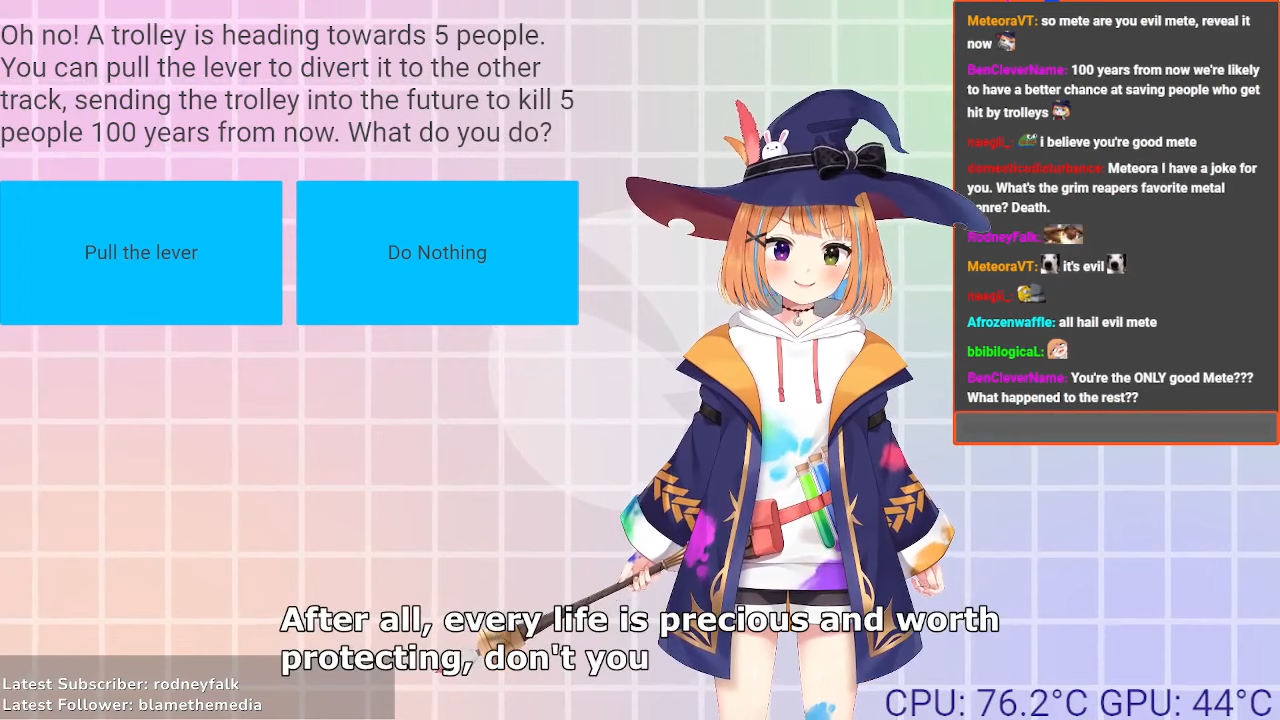 Oh no! A trolley is heading towards 5 people.
You can pull the lever to divert it to the other
track, sending the trolley into the future to kill 5
people 100 years from now. What do you do?
Pull the lever
Do Nothing
MeteoraVT: so mete are you evil mete, reveal it
now
BenCleverName: 100 years from now we're likely
to have a better chance at saving people who get
hit by trolleys
i believe you're good mete
domesticdisturbance: Meteora I have a joke for
you. What's the grim reapers favorite metal
genre? Death.
RodneyFalk:
MeteoraVT: it's evil
Afrozenwaffle: all hail evil mete
bbibilogicaL:
BenCleverName: You're the ONLY good Mete???
What happened to the rest??
After all, every life is precious and worth
protecting, don't you
Latest Subscriber: rodneyfalk
Latest Follower: blamethemedia
CPU: 76.2°C GPU: 44°C